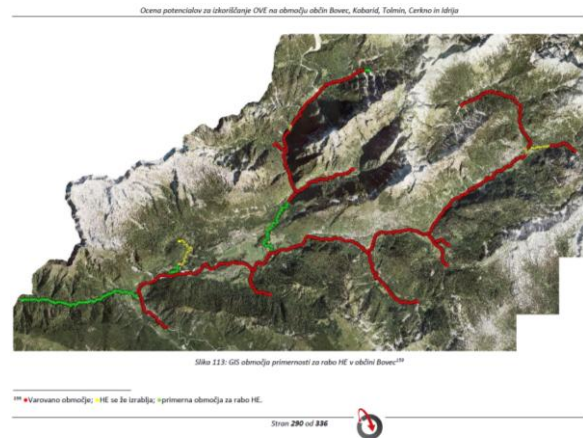 Ocena potencialov za izkoriščanje OVE na območju občin Bovec, Kobarid, Tolmin, Cerkno in Idrija
Slika 113: GIS območja primernosti za rabo HE v občini Bovec¹⁹⁹
¹⁹⁹ Varovano območje; HE se že izrablja; primerna območja za rabo HE.
Stran 290 od 336